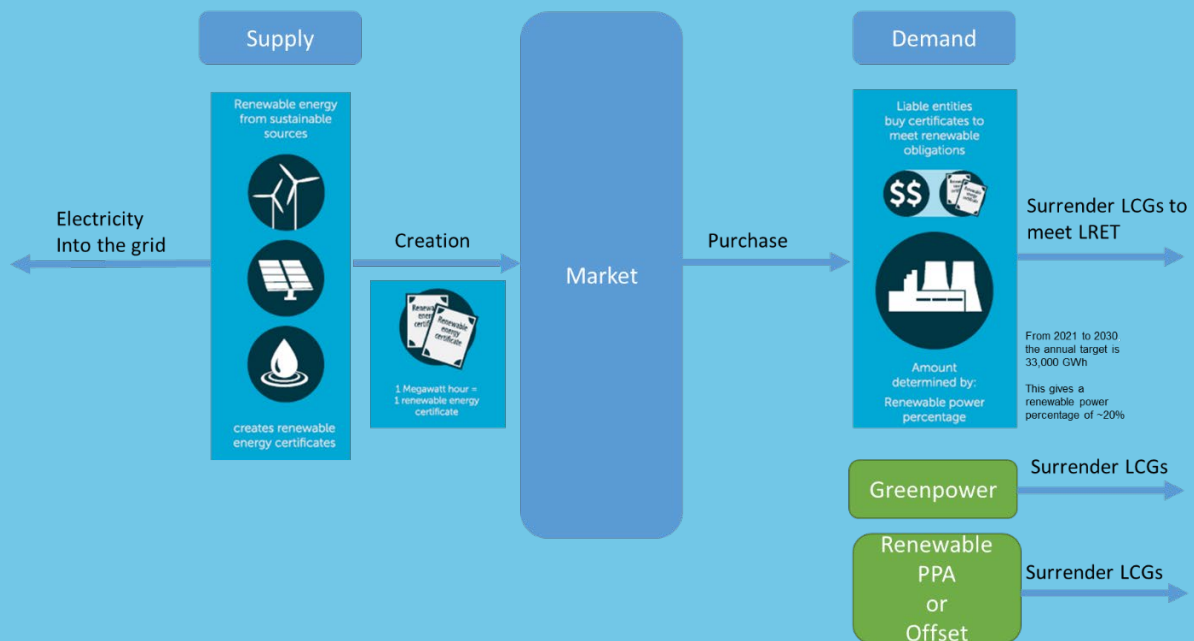 Supply
Demand
Renewable energy
from sustainable
sources
creates renewable
energy certificates
Electricity
Into the grid
Creation
Renewable
energy
certificate
1 Megawatt hour =
1 renewable energy
certificate
Market
Purchase
Liable entities
buy certificates to
meet renewable
obligations
$$
Amount
determined by:
Renewable power
percentage
Surrender LCGs to
meet LRET
From 2021 to 2030
the annual target is
33,000 GWh
This gives a
renewable power
percentage of ~20%
Greenpower
Surrender LCGs
Renewable
PPA
or
Offset
Surrender LCGs